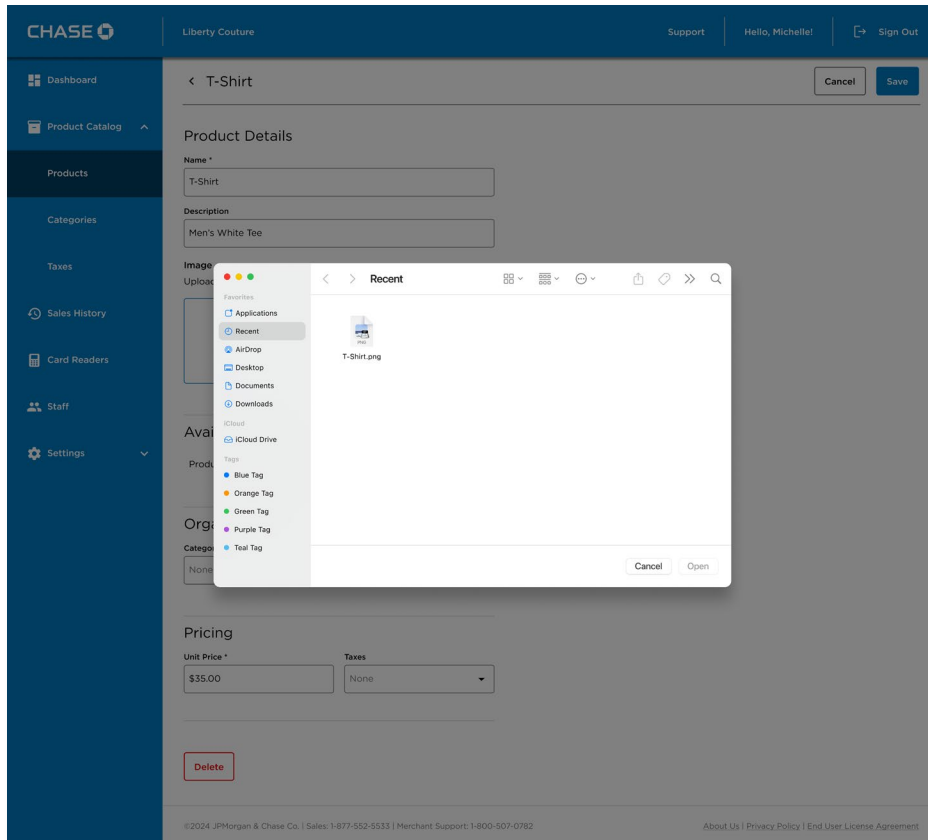 CHASE
Liberty Couture
Support
Hello, Michelle!
Sign Out
Dashboard
Product Catalog
Products
Categories
Taxes
Sales History
Card Readers
Staff
Settings
T-Shirt
Cancel
Save
Product Details
Name *
T-Shirt
Description
Men's White Tee
Image
Uploa
Favorites
Applications
Recent
AirDrop
Desktop
Documents
Downloads
iCloud
iCloud Drive
Tags
Blue Tag
Orange Tag
Green Tag
Purple Tag
Teal Tag
Recent
PNG
T-Shirt.png
Cancel
Open
Avai
Produ
Orga
Catego
None
Pricing
Unit Price *
Taxes
$35.00
None
Delete
©2024 JPMorgan & Chase Co. | Sales: 1-877-552-5533 | Merchant Support: 1-800-507-0782
About Us | Privacy Policy | End User License Agreement